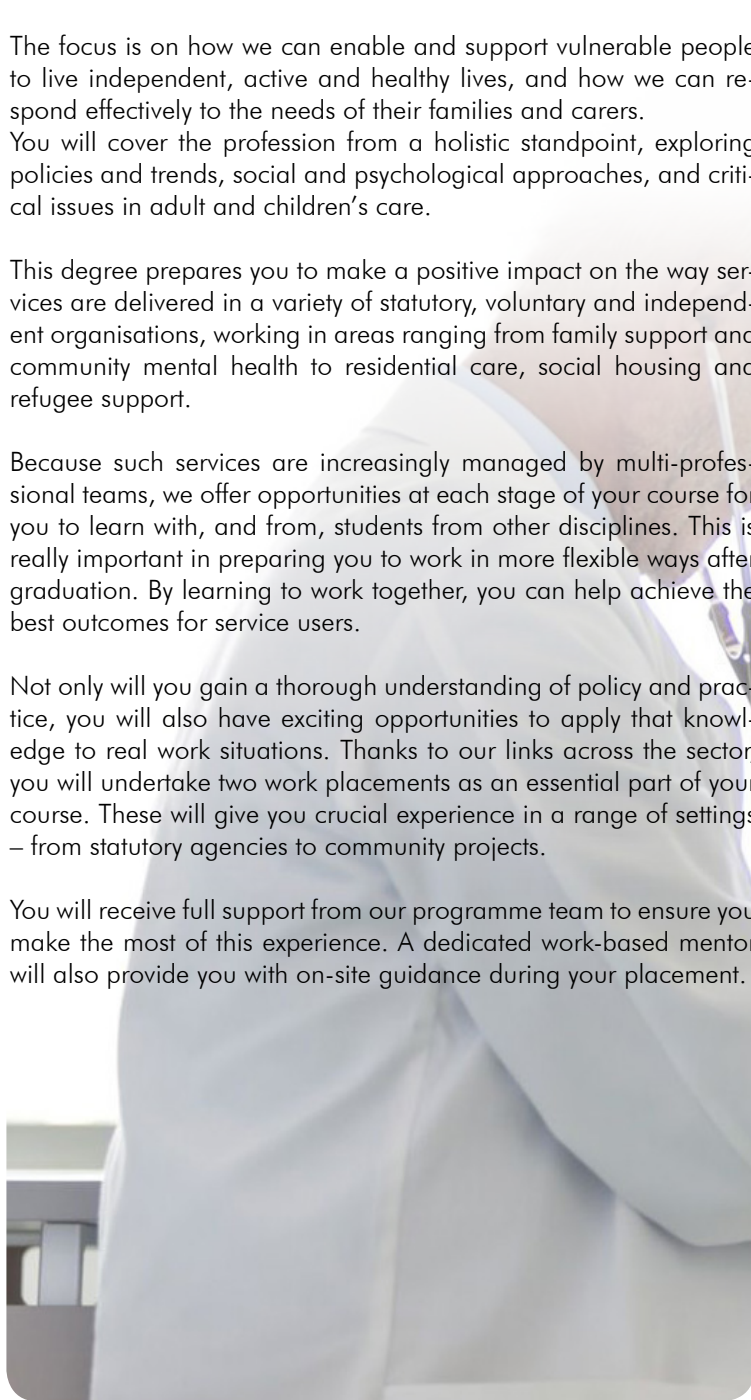 The focus is on how we can enable and support vulnerable people
to live independent, active and healthy lives, and how we can re-
spond effectively to the needs of their families and carers.
You will cover the profession from a holistic standpoint, exploring
policies and trends, social and psychological approaches, and criti-
cal issues in adult and children’s care.
This degree prepares you to make a positive impact on the way ser-
vices are delivered in a variety of statutory, voluntary and independ-
ent organisations, working in areas ranging from family support and
community mental health to residential care, social housing and
refugee support.
Because such services are increasingly managed by multi-profes-
sional teams, we offer opportunities at each stage of your course for
you to learn with, and from, students from other disciplines. This is
really important in preparing you to work in more flexible ways after
graduation. By learning to work together, you can help achieve the
best outcomes for service users.
Not only will you gain a thorough understanding of policy and prac-
tice, you will also have exciting opportunities to apply that knowl-
edge to real work situations. Thanks to our links across the sector,
you will undertake two work placements as an essential part of your
course. These will give you crucial experience in a range of settings
– from statutory agencies to community projects.
You will receive full support from our programme team to ensure you
make the most of this experience. A dedicated work-based mentor
will also provide you with on-site guidance during your placement.